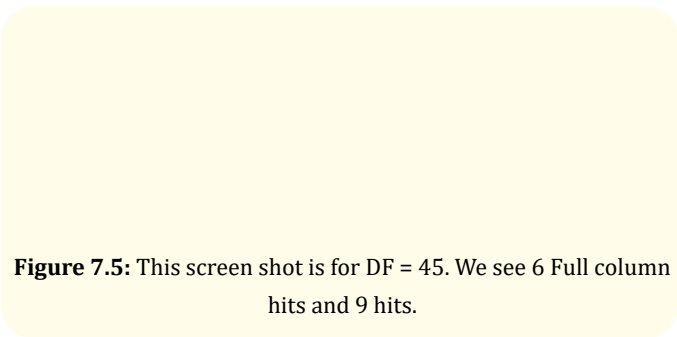 Figure 7.5: This screen shot is for DF = 45. We see 6 Full column
hits and 9 hits.